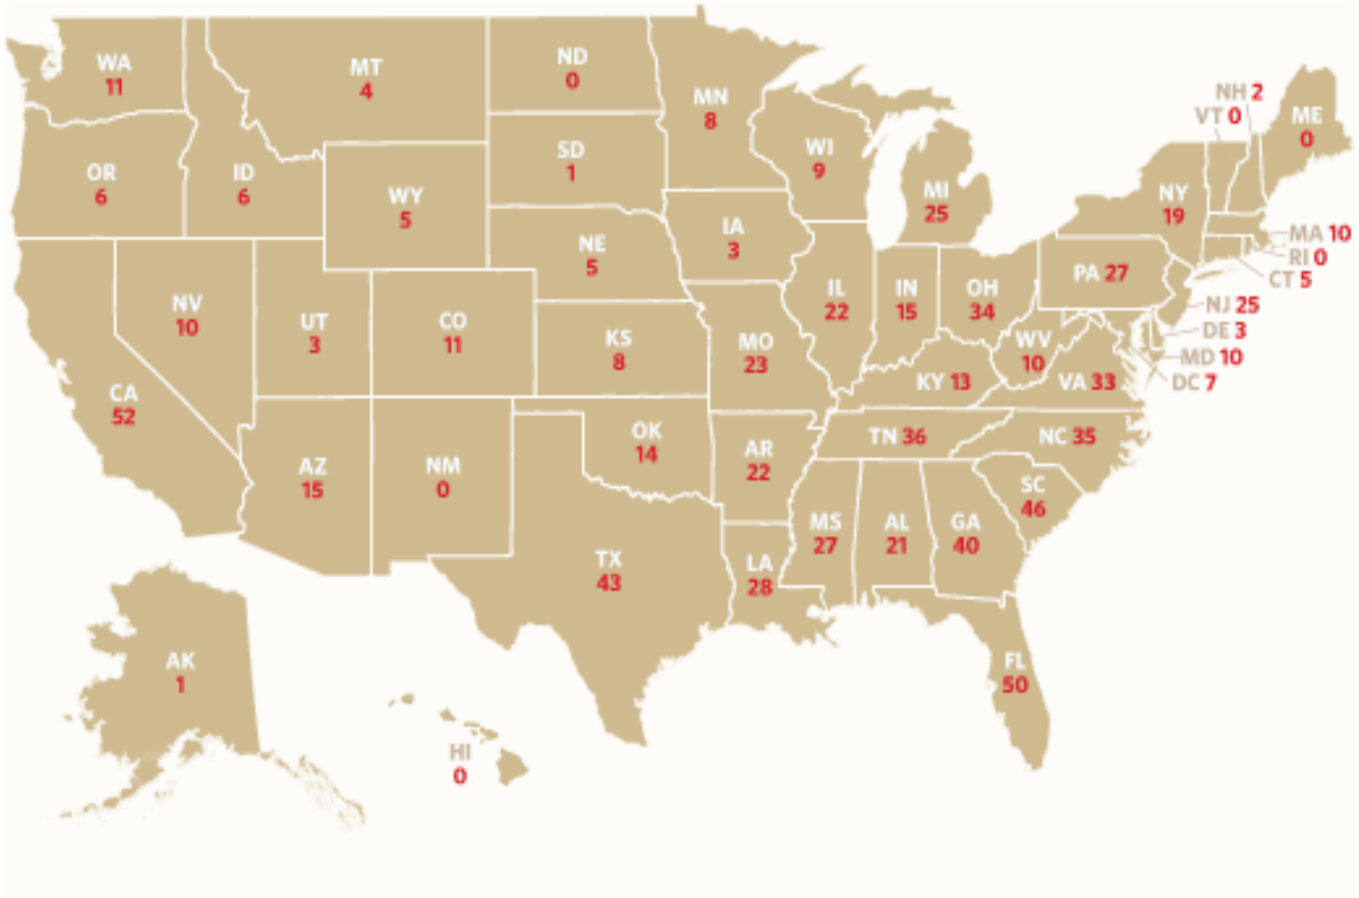 WA
11
MT
4
ND
0
MN
8
NH 2
VT 0
ME
0
OR
6
ID
6
SD
1
WI
9
WY
5
MI
25
NY
19
IA
3
NE
5
MA 10
RI 0
CT 5
PA 27
NV
10
UT
3
CO
11
IL
22
IN
15
OH
34
NJ 25
DE 3
MD 10
DC 7
KS
8
MO
23
WV
10
KY 13
VA 33
CA
52
AZ
15
NM
0
OK
14
AR
22
TN 36
NC 35
SC
46
MS
27
AL
21
GA
40
TX
43
LA
28
FL
50
AK
1
HI
0